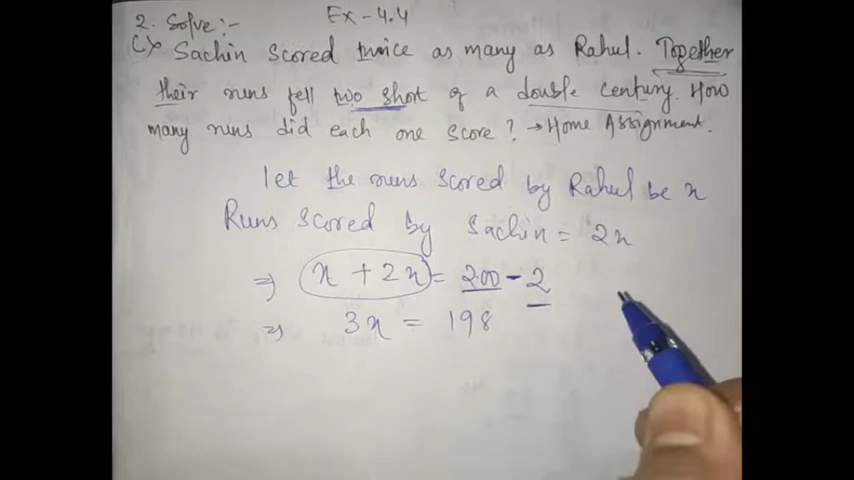 2. Solve:- Ex-4.4
C) Sachin scored twice as many as Rahul. Together
their runs fell two short of a double century. How
many runs did each one score? → Home Assignment.
let the runs scored by Rahul be x
Runs scored by Sachin = 2x
⇒ x + 2x = 200 - 2
⇒ 3x = 198